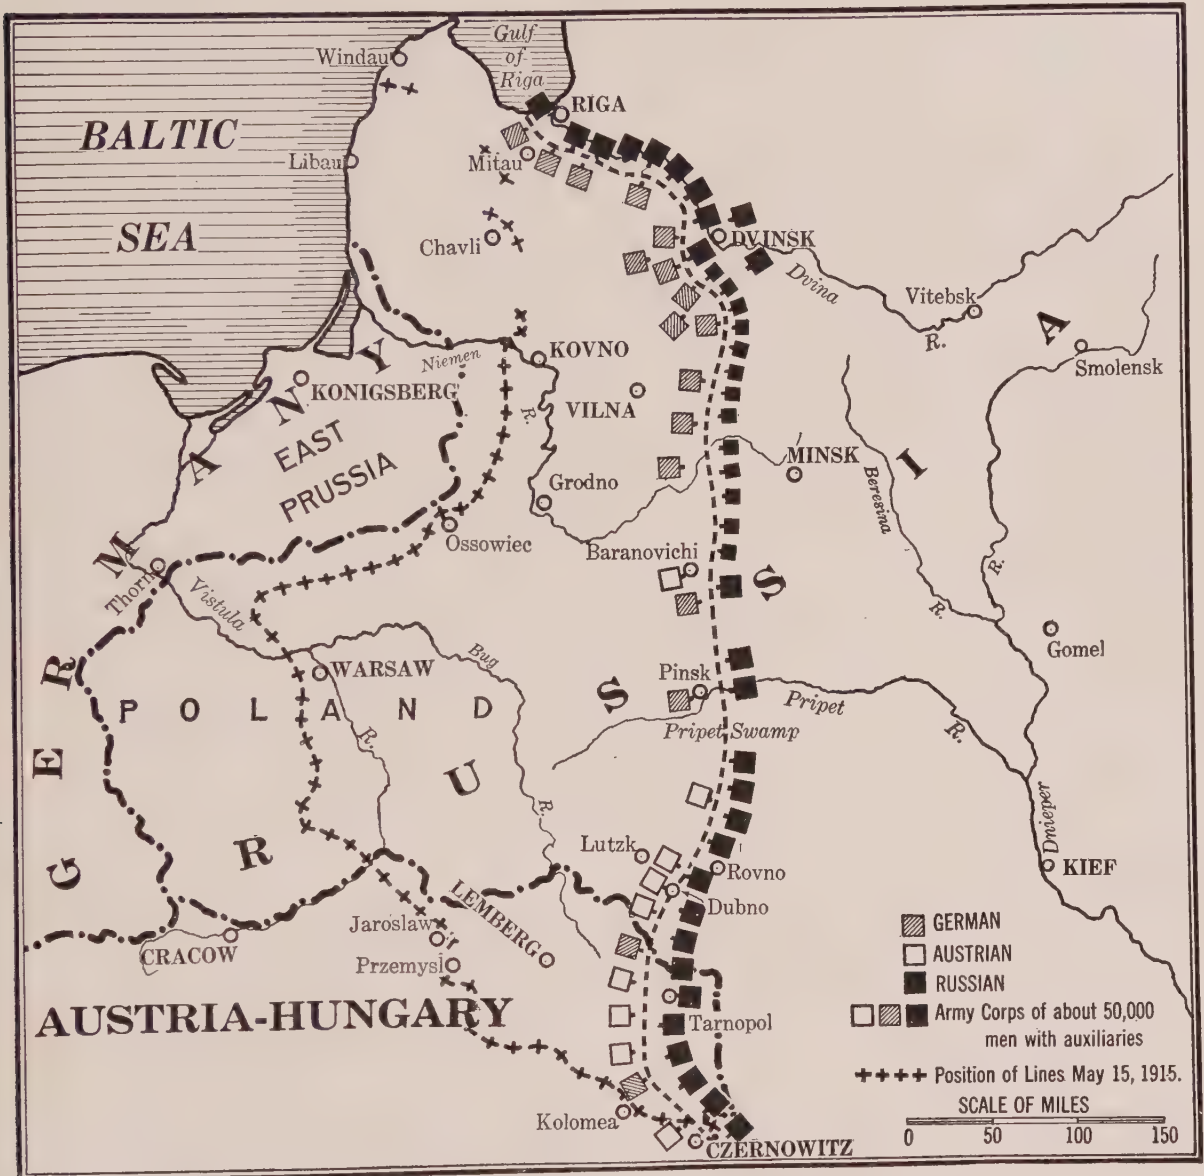 Gulf
of
Riga
Windau
RIGA
BALTIC
SEA
Libau
Mitau
Chavli
DVINSK
Dvina
R.
Vitebsk
Smolensk
Niemen
R.
KOVNO
VILNA
KONIGSBERG
EAST
PRUSSIA
MINSK
Beresina
R.
Grodno
Ossowiec
Baranovichi
R.
Thorn
Vistula
R.
WARSAW
Bug
R.
Gomel
Pinsk
Pripet
R.
Pripet Swamp
POLAND
GERMANY
RUSSIA
Dnieper
KIEF
Lutzk
Rovno
Dubno
LEMBERG
Jaroslaw
Przemysl
CRACOW
AUSTRIA-HUNGARY
Tarnopol
Kolomea
CZERNOWITZ
GERMAN
AUSTRIAN
RUSSIAN
Army Corps of about 50,000
men with auxiliaries
Position of Lines May 15, 1915.
SCALE OF MILES
0 50 100 150